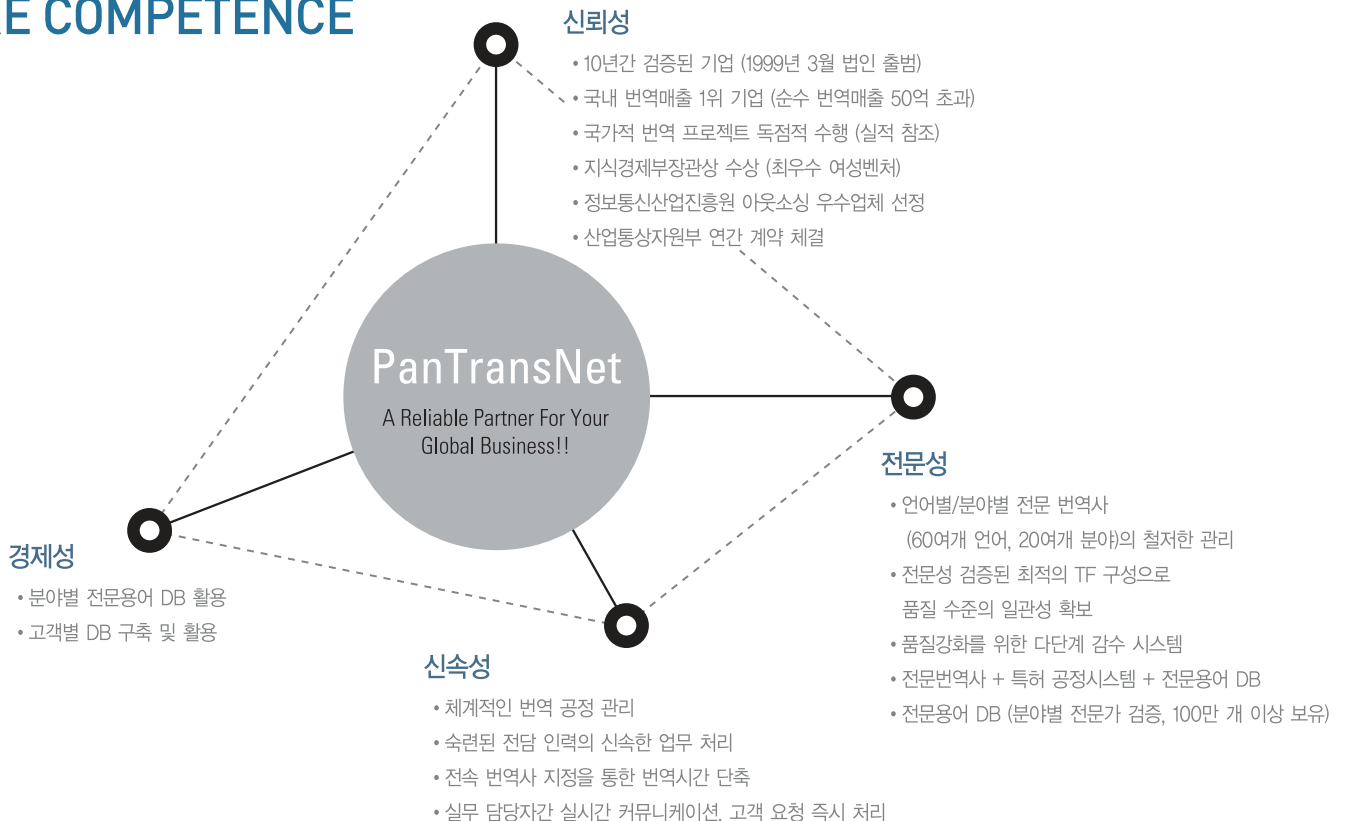 RE COMPETENCE
신뢰성
• 10년간 검증된 기업 (1999년 3월 법인 출범)
• 국내 번역매출 1위 기업 (순수 번역매출 50억 초과)
• 국가적 번역 프로젝트 독점적 수행 (실적 참조)
• 지식경제부장관상 수상 (최우수 여성벤처)
• 정보통신산업진흥원 아웃소싱 우수업체 선정
• 산업통상자원부 연간 계약 체결
PanTransNet
A Reliable Partner For Your
Global Business!!
전문성
• 언어별/분야별 전문 번역사
(60여개 언어, 20여개 분야)의 철저한 관리
• 전문성 검증된 최적의 TF 구성으로
품질 수준의 일관성 확보
• 품질강화를 위한 다단계 감수 시스템
• 전문번역사 + 특허 공정시스템 + 전문용어 DB
• 전문용어 DB (분야별 전문가 검증, 100만 개 이상 보유)
경제성
• 분야별 전문용어 DB 활용
• 고객별 DB 구축 및 활용
신속성
• 체계적인 번역 공정 관리
• 숙련된 전담 인력의 신속한 업무 처리
• 전속 번역사 지정을 통한 번역시간 단축
• 실무 담당자간 실시간 커뮤니케이션, 고객 요청 즉시 처리